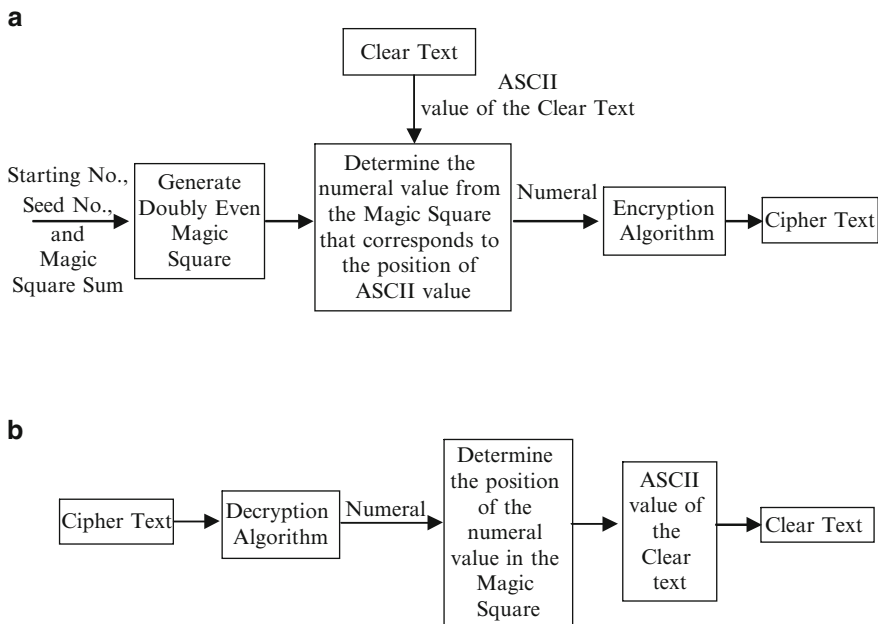 a
Clear Text
ASCII
value of the Clear Text
Starting No.,
Seed No.,
and
Magic
Square Sum
Generate
Doubly Even
Magic
Square
Determine the
numeral value from
the Magic Square
that corresponds to
the position of
ASCII value
Numeral
Encryption
Algorithm
Cipher Text
b
Cipher Text
Decryption
Algorithm
Numeral
Determine
the position
of the
numeral
value in the
Magic
Square
ASCII
value of
the
Clear
text
Clear Text